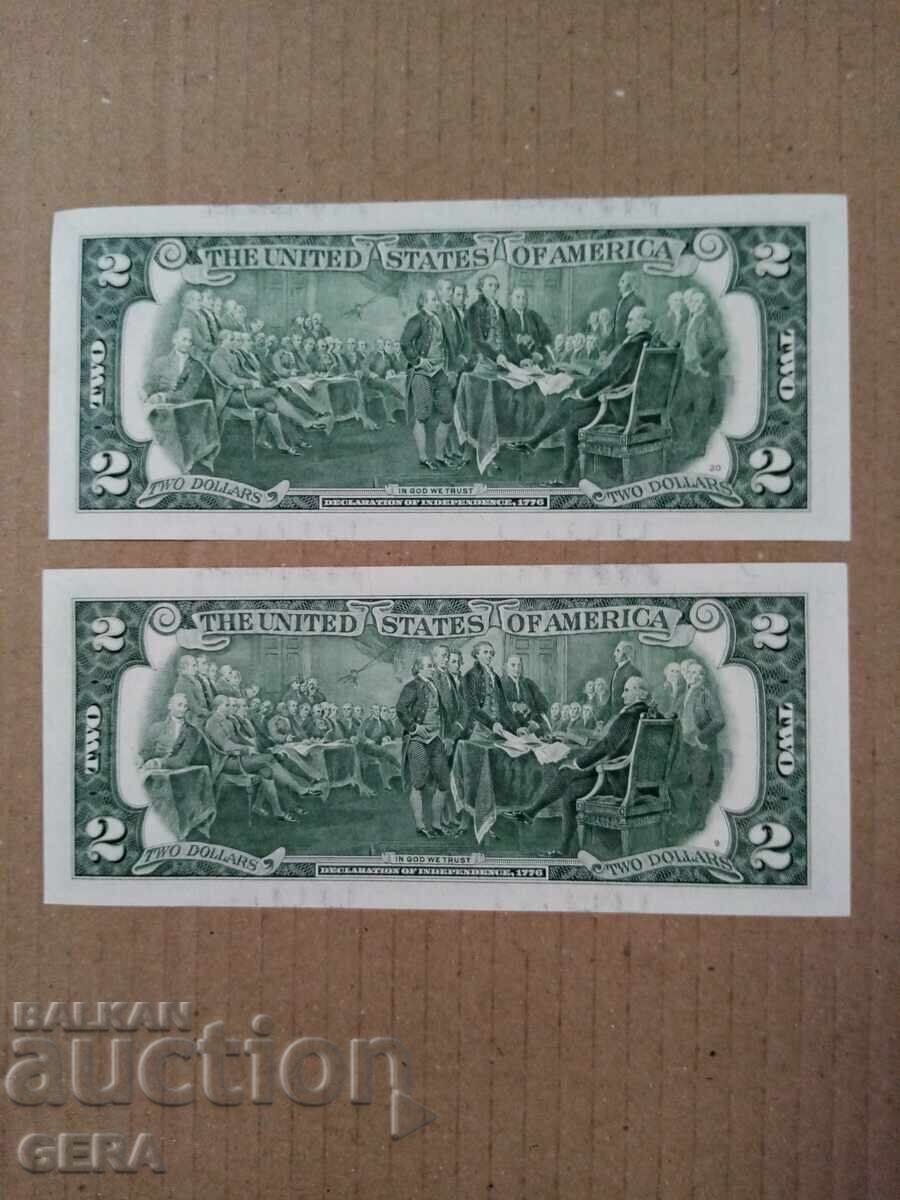 2 THE UNITED STATES OF AMERICA 2
TWO TWO
2 20 2
TWO DOLLARS IN GOD WE TRUST TWO DOLLARS
DECLARATION OF INDEPENDENCE, 1776
2 THE UNITED STATES OF AMERICA 2
TWO TWO
2 9 2
TWO DOLLARS IN GOD WE TRUST TWO DOLLARS
DECLARATION OF INDEPENDENCE, 1776
BALKAN
auction
GERA